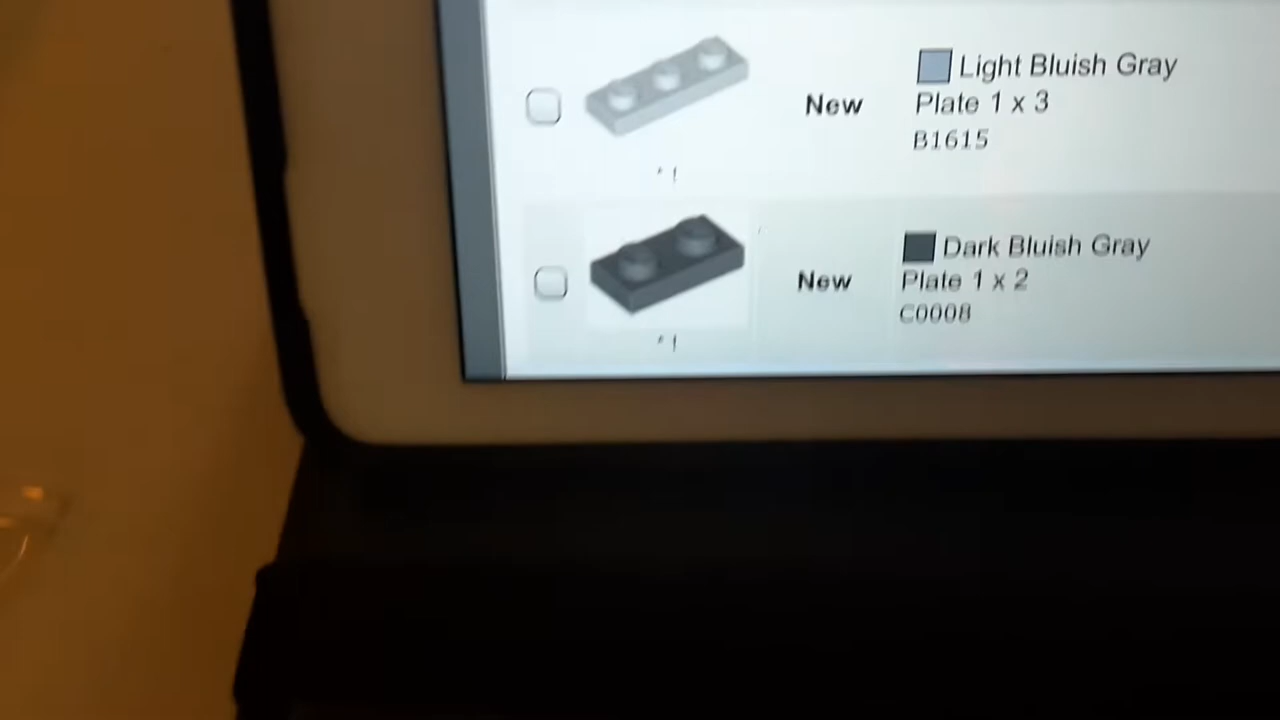 New
Light Bluish Gray
Plate 1 x 3
B1615
New
Dark Bluish Gray
Plate 1 x 2
C0008